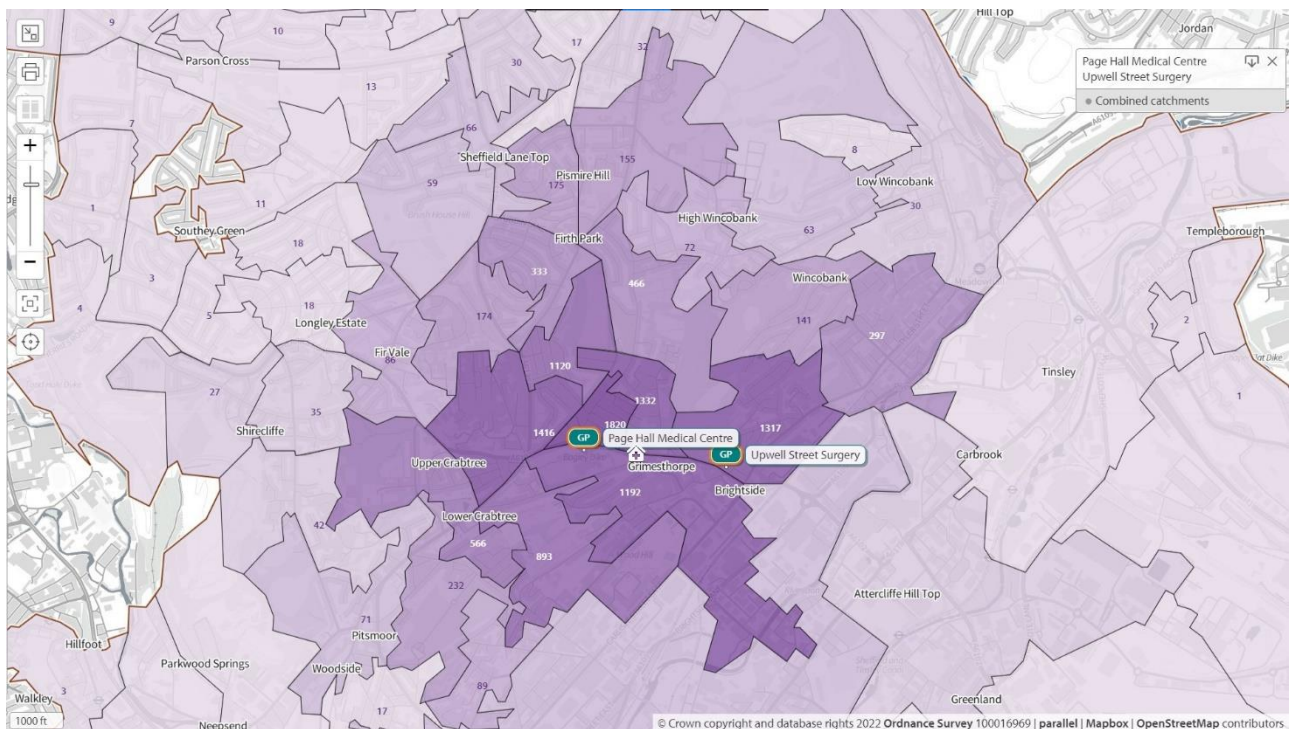 Hill Top
Jordan
9
10
17
32
Parson Cross
30
Page Hall Medical Centre
Upwell Street Surgery
Combined catchments
13
7
66
Sheffield Lane Top
155
8
59
175
Pismire Hill
Low Wincobank
1
11
High Wincobank
30
Southey Green
18
Firth Park
72
63
Templeborough
3
333
466
Wincobank
4
5
18
174
141
1
2
Longley Estate
297
Fir Vale
86
1120
Tinsley
27
35
1332
1
Shirecliffe
1416
1820
1317
GP
Page Hall Medical Centre
GP
Upwell Street Surgery
Upper Crabtree
Grimesthorpe
Carbrook
1192
Brightside
Lower Crabtree
42
566
893
232
Attercliffe Hill Top
71
Pitsmoor
Hillfoot
Parkwood Springs
Woodside
3
89
Walkley
17
Greenland
1000 ft
Neepsend
© Crown copyright and database rights 2022 Ordnance Survey 100016969 | parallel | Mapbox | OpenStreetMap contributors